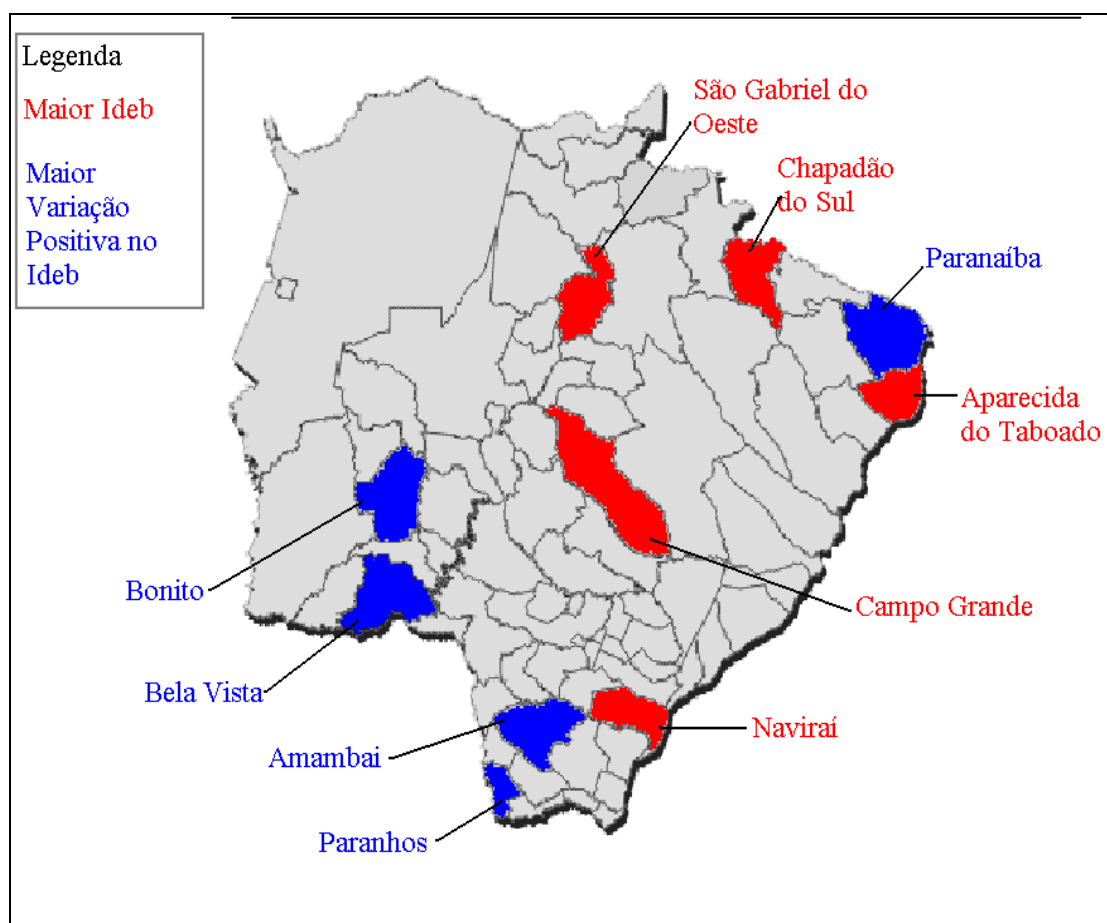 Legenda
Maior Ideb
Maior
Variação
Positiva no
Ideb
São Gabriel do
Oeste
Chapadão
do Sul
Paranaíba
Aparecida
do Taboado
Bonito
Campo Grande
Bela Vista
Naviraí
Amambai
Paranhos